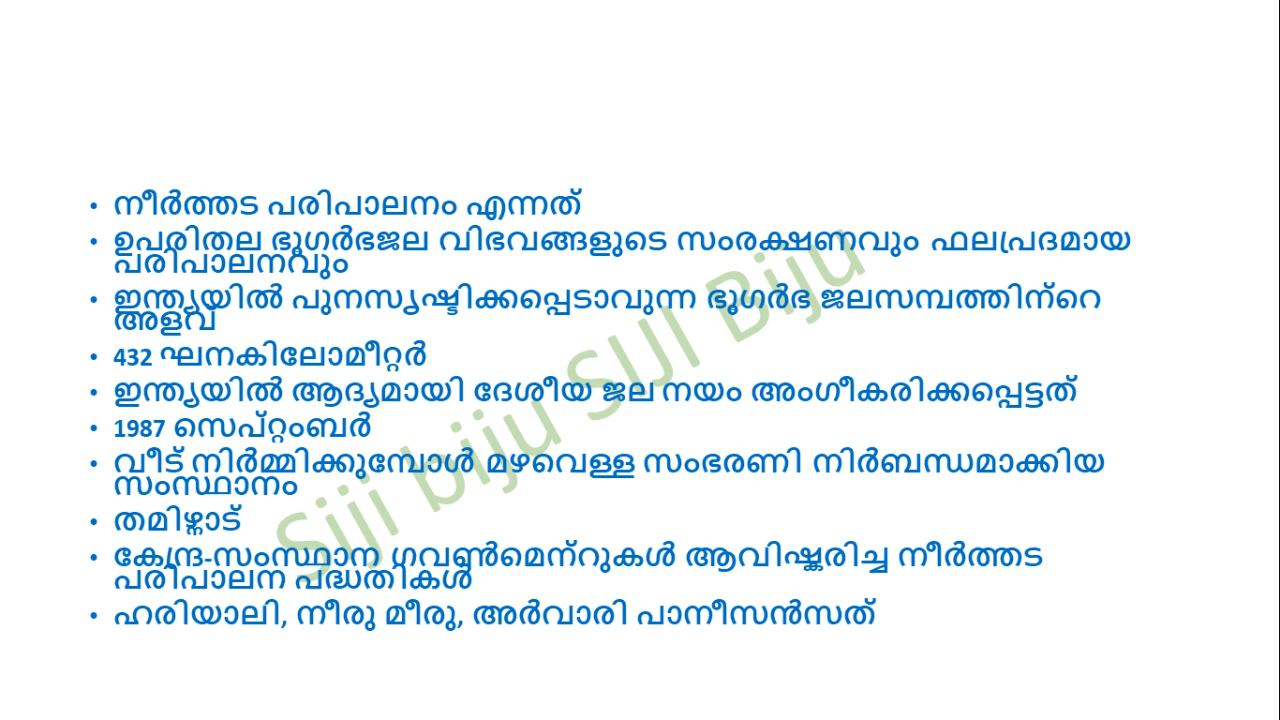 • നീർത്തട പരിപാലനം എന്നത്
• ഉപരിതല ഭൂഗർഭജല വിഭവങ്ങളുടെ സംരക്ഷണവും ഫലപ്രദമായ
പരിപാലനവും
• ഇന്ത്യയിൽ പുനസൃഷ്ടിക്കപ്പെടാവുന്ന ഭൂഗർഭ ജലസമ്പത്തിന്റെ
അളവ്
• 432 ഘനകിലോമീറ്റർ
• ഇന്ത്യയിൽ ആദ്യമായി ദേശീയ ജല നയം അംഗീകരിക്കപ്പെട്ടത്
• 1987 സെപ്റ്റംബർ
• വീട് നിർമ്മിക്കുമ്പോൾ മഴവെള്ള സംഭരണി നിർബന്ധമാക്കിയ
സംസ്ഥാനം
• തമിഴ്നാട്
• കേന്ദ്ര-സംസ്ഥാന ഗവൺമെന്റുകൾ ആവിഷ്കരിച്ച നീർത്തട
പരിപാലന പദ്ധതികൾ
• ഹരിയാലി, നീരു മീരു, അർവാരി പാനീസൻസത്
Siji biju SIJI Biju